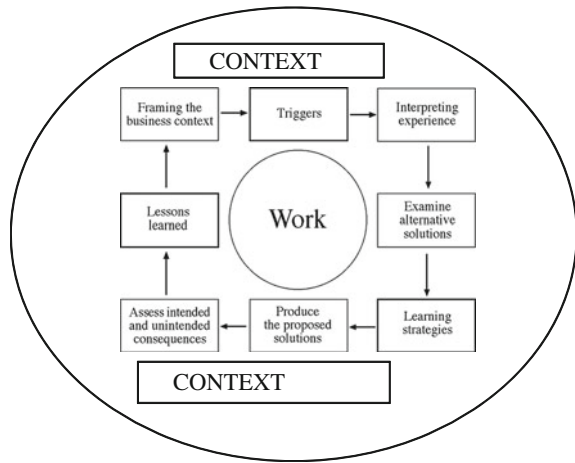 CONTEXT
Framing the
business context
Triggers
Interpreting
experience
Lessons
learned
Work
Examine
alternative
solutions
Assess intended
and unintended
consequences
Produce
the proposed
solutions
Learning
strategies
CONTEXT